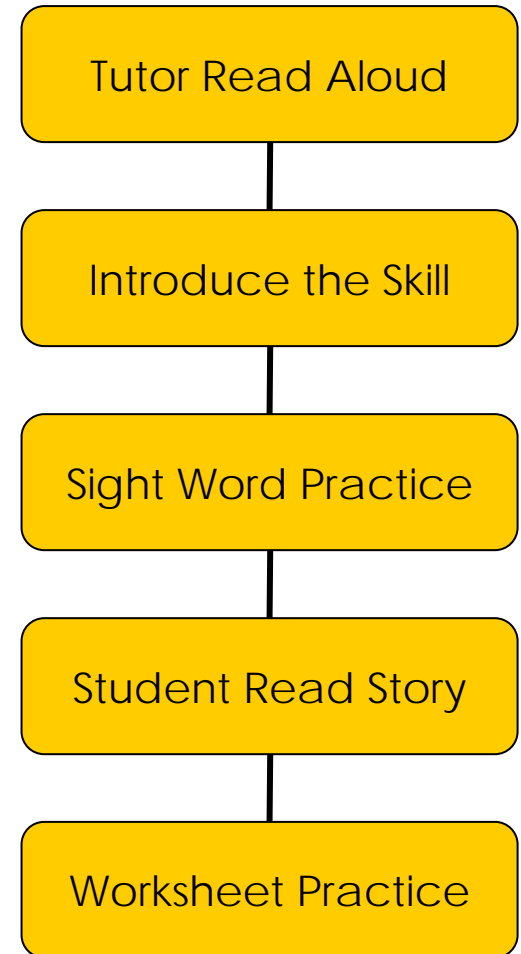 Tutor Read Aloud
Introduce the Skill
Sight Word Practice
Student Read Story
Worksheet Practice